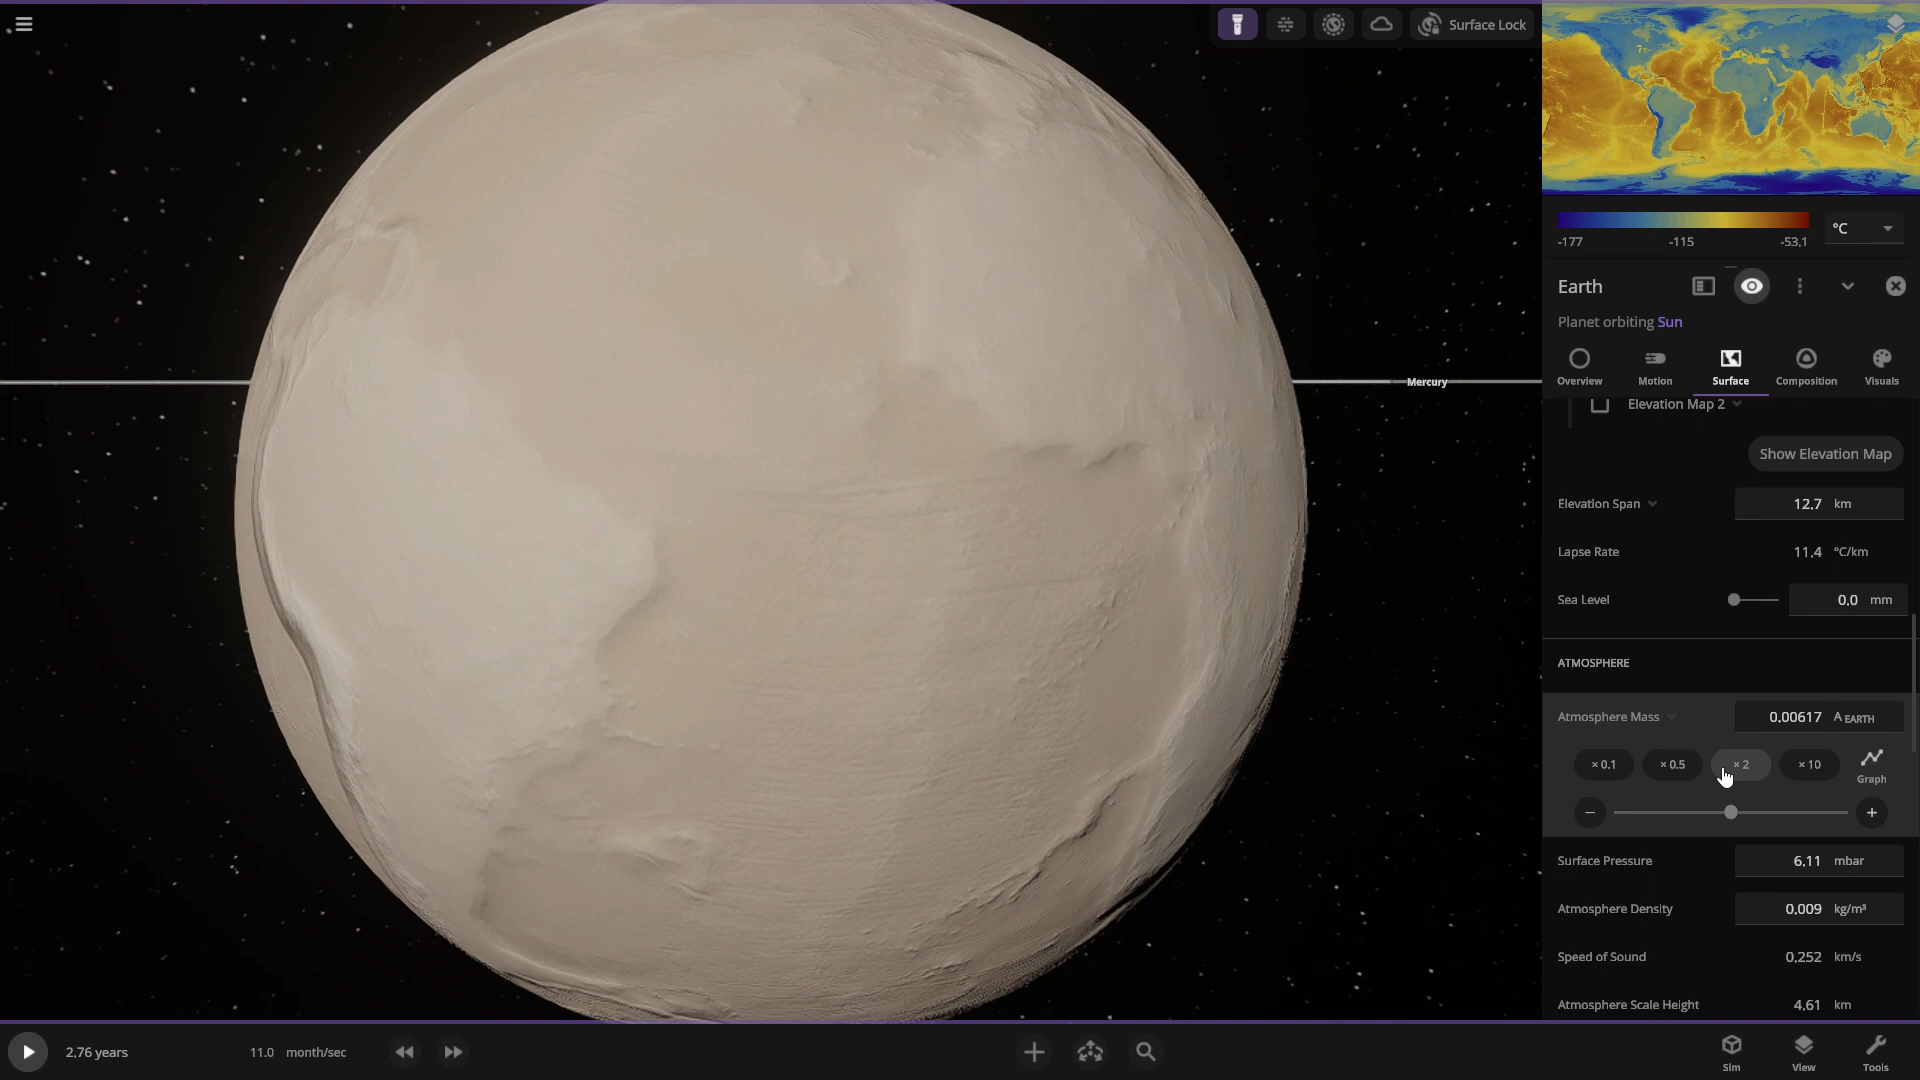 Surface Lock
°C
-177 -115 -53,1
Earth
Planet orbiting Sun
Overview Motion Surface Composition Visuals
Elevation Map 2
Show Elevation Map
Elevation Span 12,7 km
Lapse Rate 11,4 °C/km
Sea Level 0,0 mm
ATMOSPHERE
Atmosphere Mass 0,00617 A EARTH
× 0,1 × 0,5 × 2 × 10 Graph
Surface Pressure 6,11 mbar
Atmosphere Density 0,009 kg/m³
Speed of Sound 0,252 km/s
Atmosphere Scale Height 4,61 km
Mercury
2,76 years 11,0 month/sec
Sim View Tools